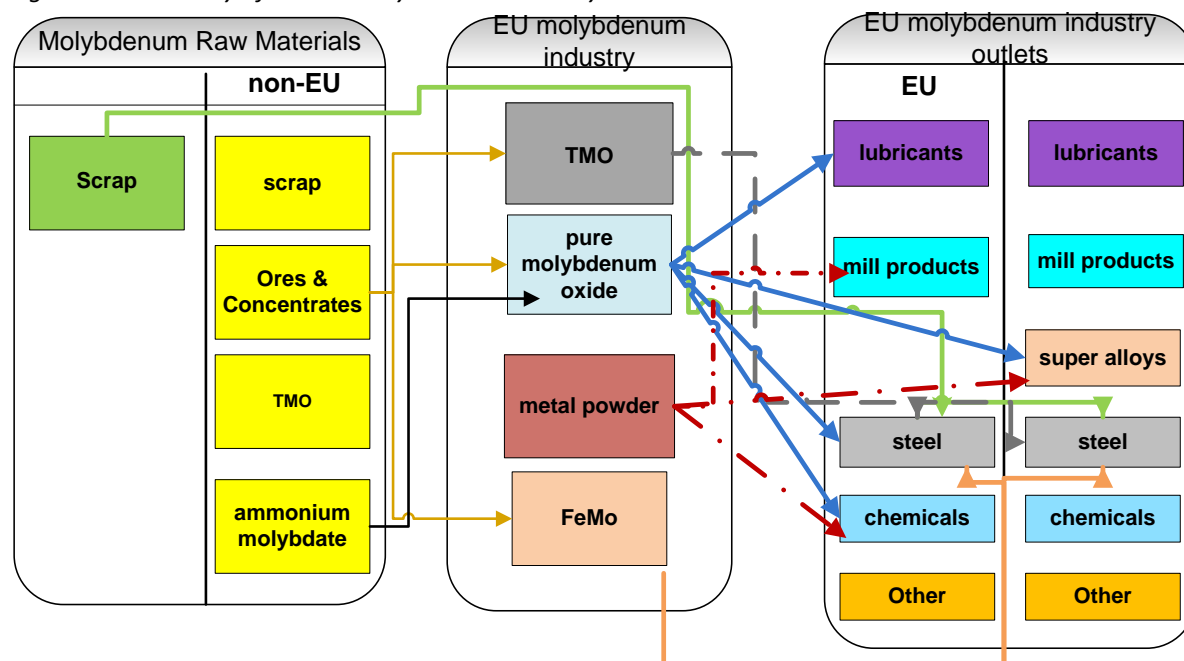 Molybdenum Raw Materials
non-EU
Scrap
scrap
Ores &
Concentrates
TMO
ammonium
molybdate
EU molybdenum
industry
TMO
pure
molybdenum
oxide
metal powder
FeMo
EU molybdenum industry
outlets
EU
lubricants
lubricants
mill products
mill products
super alloys
steel
steel
chemicals
chemicals
Other
Other